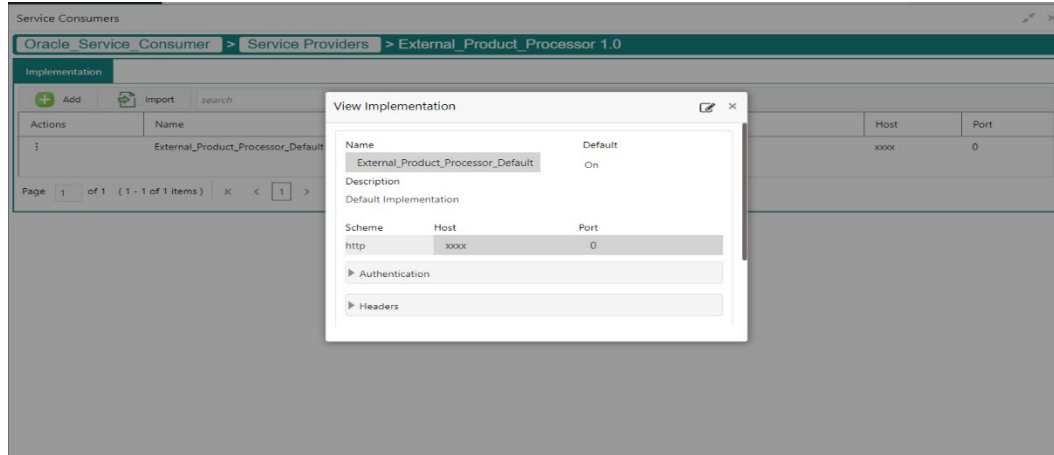 Service Consumers
Oracle_Service_Consumer > Service Providers > External_Product_Processor 1.0
Implementation
Add Import search
Actions Name Host Port
External_Product_Processor_Default xxxx 0
Page 1 of 1 (1 - 1 of 1 items) K < 1 >
View Implementation
Name Default
External_Product_Processor_Default On
Description
Default Implementation
Scheme Host Port
http xxxx 0
Authentication
Headers